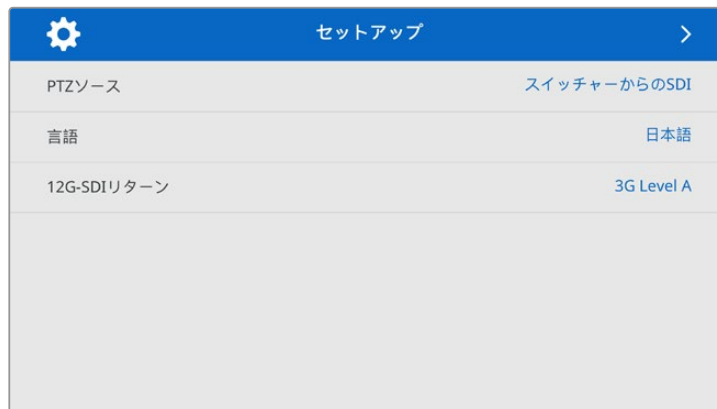 セットアップ
PTZソース スイッチャーからのSDI
言語 日本語
12G-SDIリターン 3G Level A